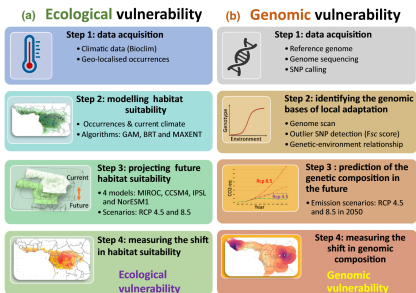 (a) Ecological vulnerability
Step 1: data acquisition
• Climatic data (Bioclim)
• Geo-localised occurrences
Step 2: modelling habitat
suitability
• Occurrences & current climate
• Algorithms: GAM, BRT and MAXENT
Step 3: projecting future
habitat suitability
Current
Future
• 4 models: MIROC, CCSM4, IPSL
and NorESM1
• Scenarios: RCP 4.5 and 8.5
Step 4: measuring the shift
in habitat suitability
Ecological
vulnerability
(b) Genomic vulnerability
Step 1: data acquisition
• Reference genome
• Genome sequencing
• SNP calling
Step 2: identifying the genomic
bases of local adaptation
Genotype
Environment
• Genome scan
• Outlier SNP detection (Fsc score)
• Genetic-environment relationship
Step 3 : prediction of the
genetic composition in
the future
CO2 eq
Rcp 8.5
Rcp 4.5
Year
• Emission scenarios: RCP 4.5
and 8.5 in 2050
Step 4: measuring
the shift in genomic
composition
Genomic
vulnerability